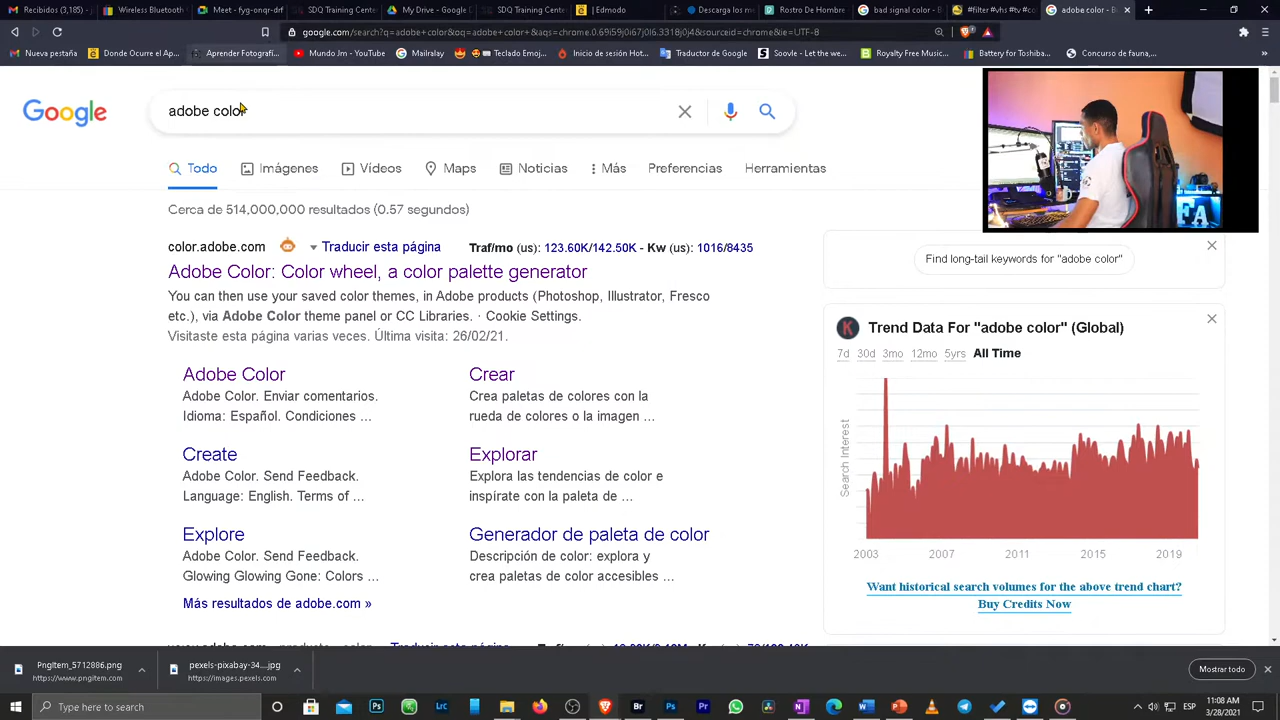 Recibidos (3,185)
Wireless Bluetooth
Meet - fyg-onqr-drf
SDQ Training Cente
My Drive - Google D
SDQ Training Cente
Edmodo
Descarga los
Rostro De Hombre
bad signal color - B
#filter #vhs #tv #co
adobe color - B
google.com/search?q=adobe+color&oq=adobe+color+&aqs=chrome.0.69i59j0i67j0l6.3318j0j4&sourceid=chrome&ie=UTF-8
Nueva pestaña
Donde Ocurre el Ap...
Aprender Fotografí...
Mundo Jm - YouTube
Mailralay
Teclado Emoj...
Inicio de sesión Hot...
Traductor de Google
Soovle - Let the we...
Royalty Free Music...
Battery for Toshiba...
Concurso de fauna,...
Google
adobe color
Todo
Imágenes
Vídeos
Maps
Noticias
Más
Preferencias
Herramientas
FA
Cerca de 514,000,000 resultados (0.57 segundos)
color.adobe.com
Traducir esta página
Traf/mo (us): 123.60K/142.50K - Kw (us): 1016/8435
Adobe Color: Color wheel, a color palette generator
You can then use your saved color themes, in Adobe products (Photoshop, Illustrator, Fresco
etc.), via Adobe Color theme panel or CC Libraries. · Cookie Settings.
Visitaste esta página varias veces. Última visita: 26/02/21.
Adobe Color
Adobe Color. Enviar comentarios.
Idioma: Español. Condiciones ...
Crear
Crea paletas de colores con la
rueda de colores o la imagen ...
Create
Adobe Color. Send Feedback.
Language: English. Terms of ...
Explorar
Explora las tendencias de color e
inspírate con la paleta de ...
Explore
Adobe Color. Send Feedback.
Glowing Glowing Gone: Colors ...
Generador de paleta de color
Descripción de color: explora y
crea paletas de color accesibles ...
Más resultados de adobe.com »
Find long-tail keywords for "adobe color"
K
Trend Data For "adobe color" (Global)
7d
30d
3mo
12mo
5yrs
All Time
Search Interest
2003
2007
2011
2015
2019
Want historical search volumes for the above trend chart?
Buy Credits Now
PngItem_5712886.png
https://www.pngitem.com
pexels-pixabay-34....jpg
https://images.pexels.com
Mostrar todo
Type here to search
Ps
Lc
Br
Ps
Pr
ESP
11:08 AM
3/28/2021